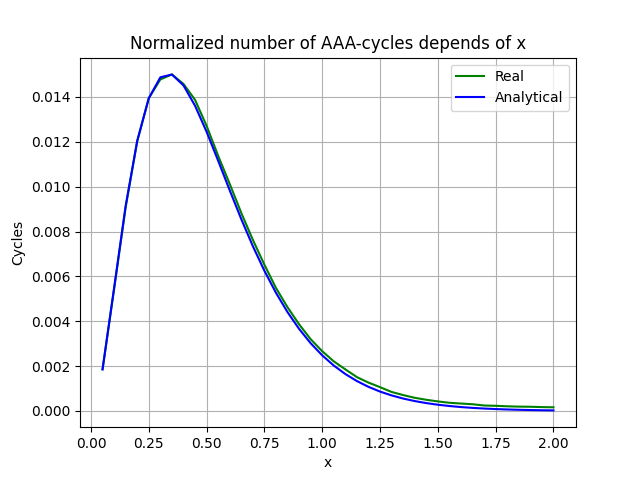 Normalized number of AAA-cycles depends of x
Real
Analytical
0.014
0.012
0.010
0.008
0.006
0.004
0.002
0.000
Cycles
0.00 0.25 0.50 0.75 1.00 1.25 1.50 1.75 2.00
x